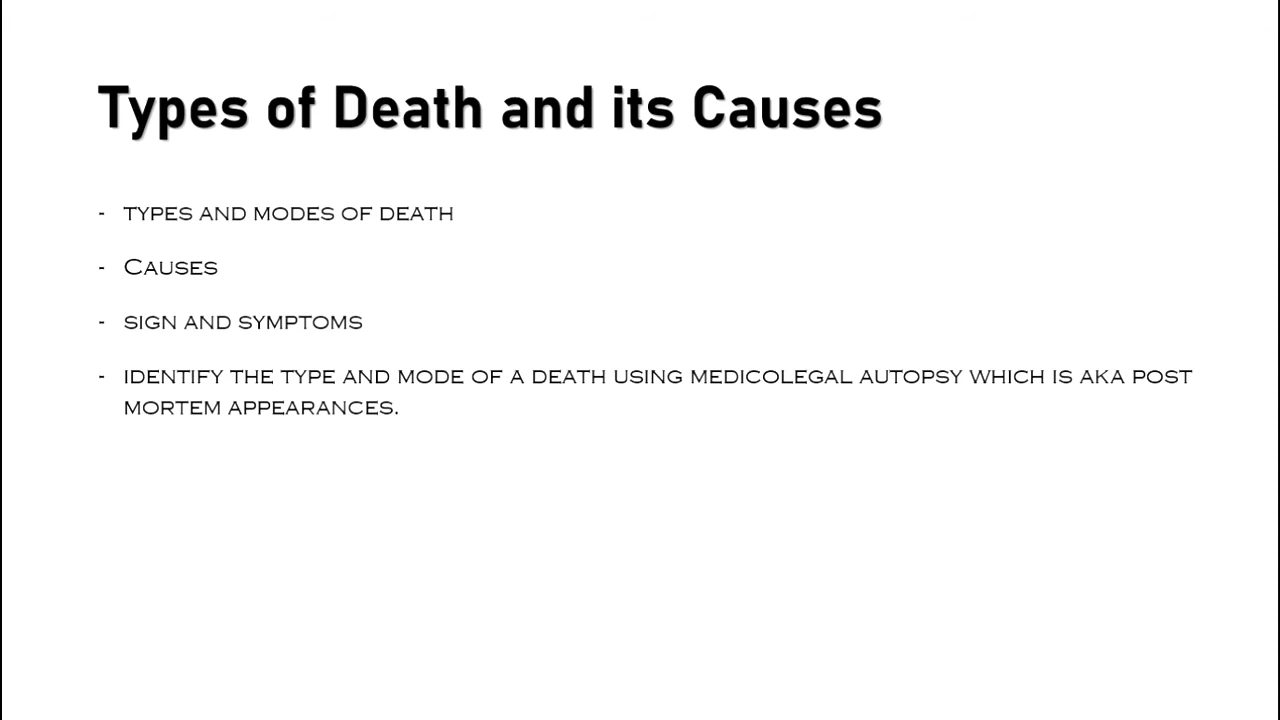 Types of Death and its Causes
- TYPES AND MODES OF DEATH
- CAUSES
- SIGN AND SYMPTOMS
- IDENTIFY THE TYPE AND MODE OF A DEATH USING MEDICOLEGAL AUTOPSY WHICH IS AKA POST
MORTEM APPEARANCES.